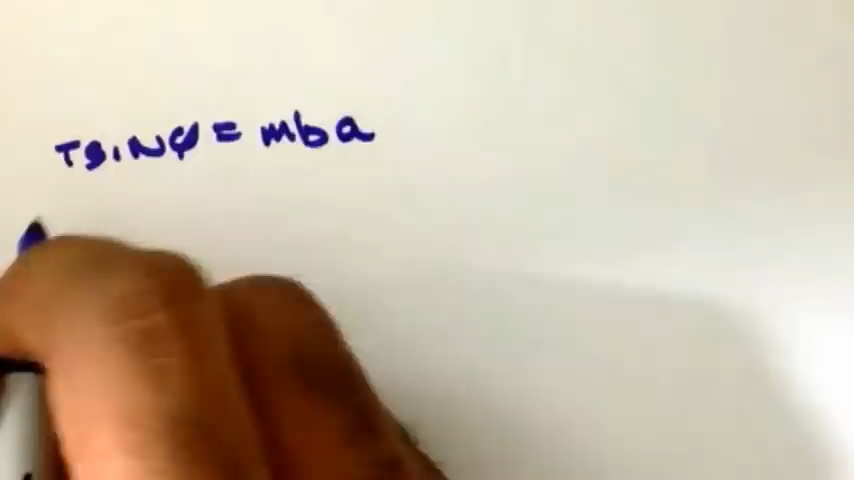 TSINφ = mba